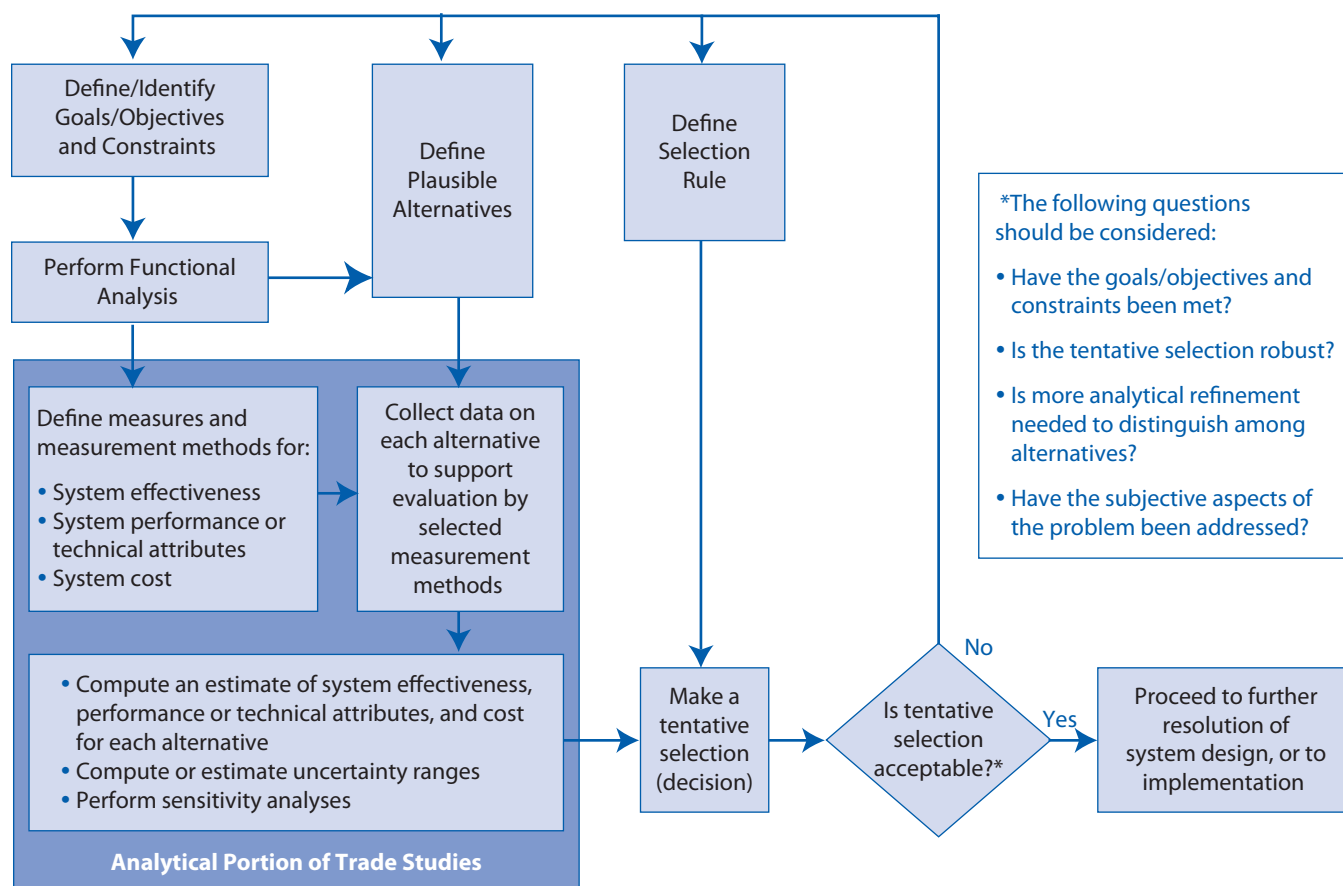 Define/Identify
Goals/Objectives
and Constraints
Perform Functional
Analysis
Define
Plausible
Alternatives
Define
Selection
Rule
*The following questions
should be considered:
• Have the goals/objectives and
constraints been met?
• Is the tentative selection robust?
• Is more analytical refinement
needed to distinguish among
alternatives?
• Have the subjective aspects of
the problem been addressed?
Define measures and
measurement methods for:
• System effectiveness
• System performance or
technical attributes
• System cost
Collect data on
each alternative
to support
evaluation by
selected
measurement
methods
• Compute an estimate of system effectiveness,
performance or technical attributes, and cost
for each alternative
• Compute or estimate uncertainty ranges
• Perform sensitivity analyses
Analytical Portion of Trade Studies
Make a
tentative
selection
(decision)
Is tentative
selection
acceptable?*
No
Yes
Proceed to further
resolution of
system design, or to
implementation